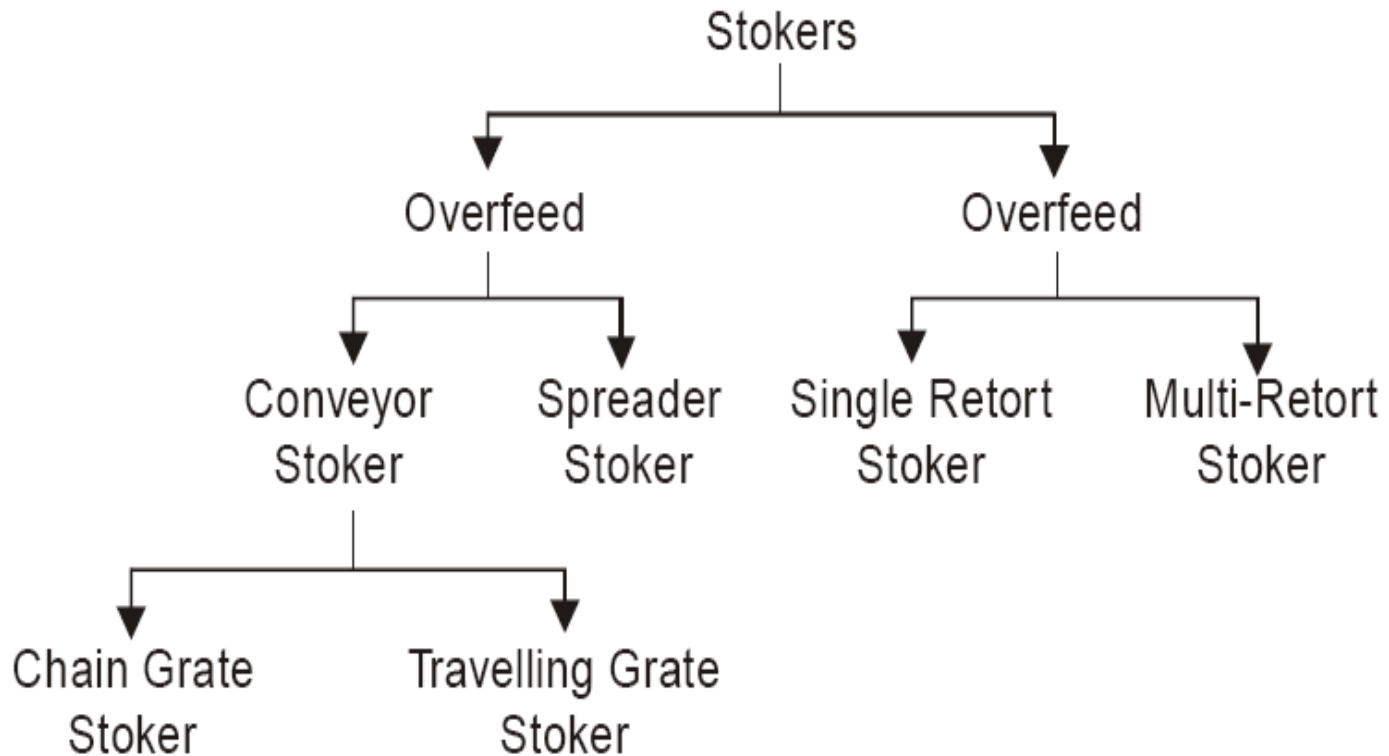 Stokers
Overfeed
Overfeed
Conveyor
Stoker
Spreader
Stoker
Single Retort
Stoker
Multi-Retort
Stoker
Chain Grate
Stoker
Travelling Grate
Stoker